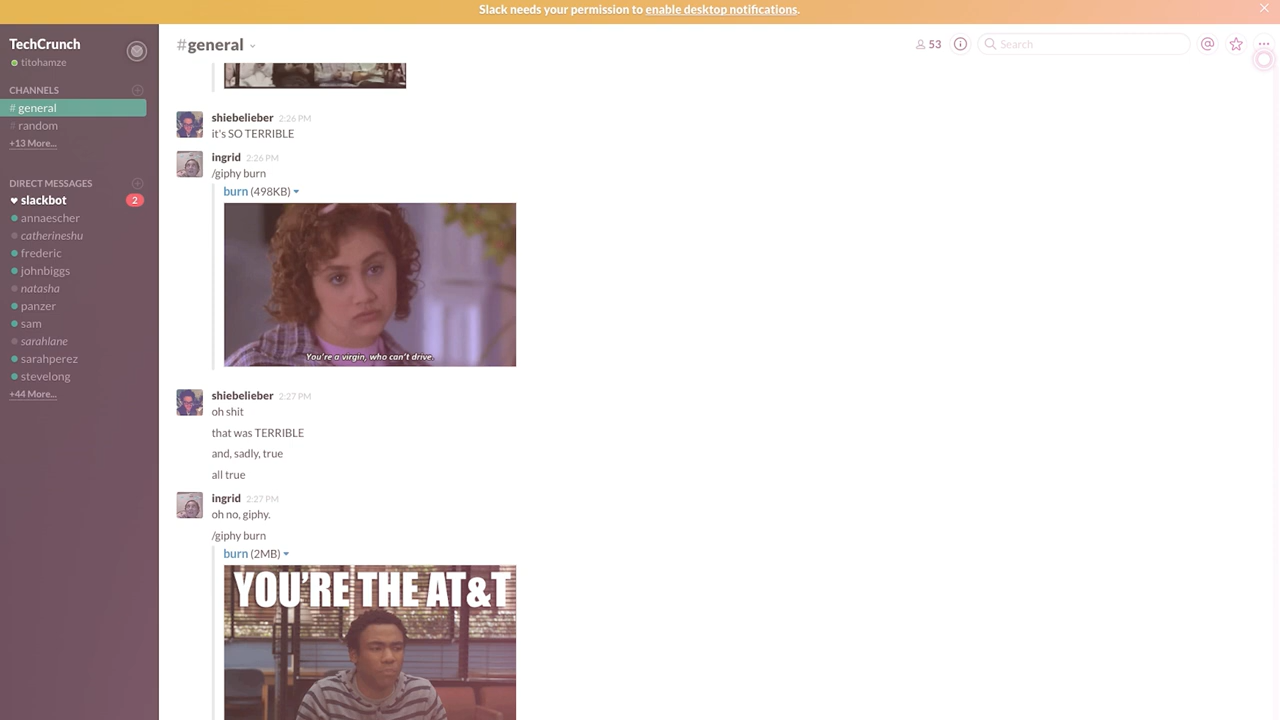 Slack needs your permission to enable desktop notifications.
TechCrunch
titohamze
CHANNELS
# general
# random
+13 More...
DIRECT MESSAGES
slackbot 2
annaescher
catherineshu
frederic
johnbiggs
natasha
panzer
sam
sarahlane
sarahperez
stevelong
+44 More...
#general
53
Search
shiebelieber 2:26 PM
it's SO TERRIBLE
ingrid 2:26 PM
/giphy burn
burn (498KB)
You're a virgin, who can't drive.
shiebelieber 2:27 PM
oh shit
that was TERRIBLE
and, sadly, true
all true
ingrid 2:27 PM
oh no, giphy.
/giphy burn
burn (2MB)
YOU'RE THE AT&T